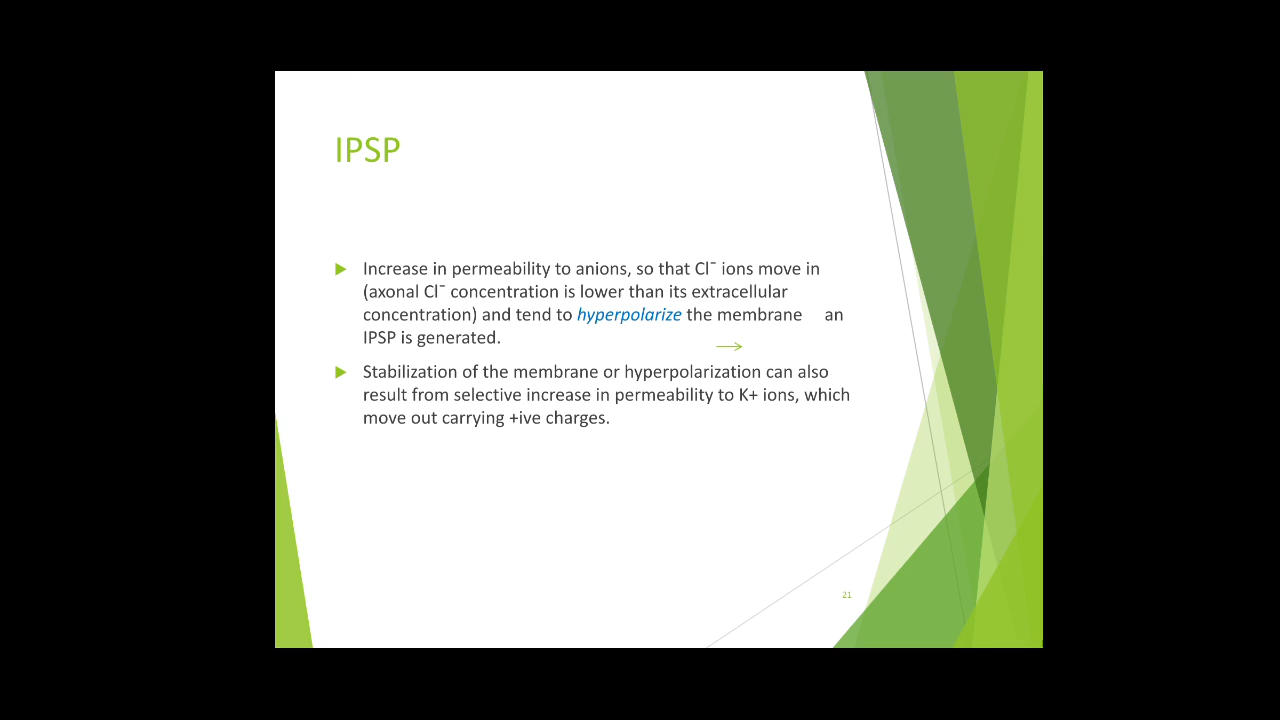 IPSP
Increase in permeability to anions, so that Cl¯ ions move in
(axonal Cl¯ concentration is lower than its extracellular
concentration) and tend to hyperpolarize the membrane an
IPSP is generated.
Stabilization of the membrane or hyperpolarization can also
result from selective increase in permeability to K+ ions, which
move out carrying +ive charges.
21